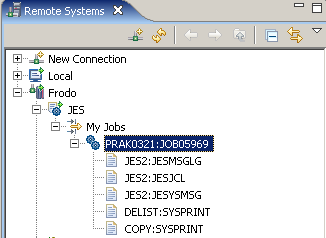 Remote Systems
New Connection
Local
Frodo
JES
My Jobs
PRAK0321:JOB05969
JES2:JESMSGLG
JES2:JESJCL
JES2:JESYSMSG
DELIST:SYSPRINT
COPY:SYSPRINT